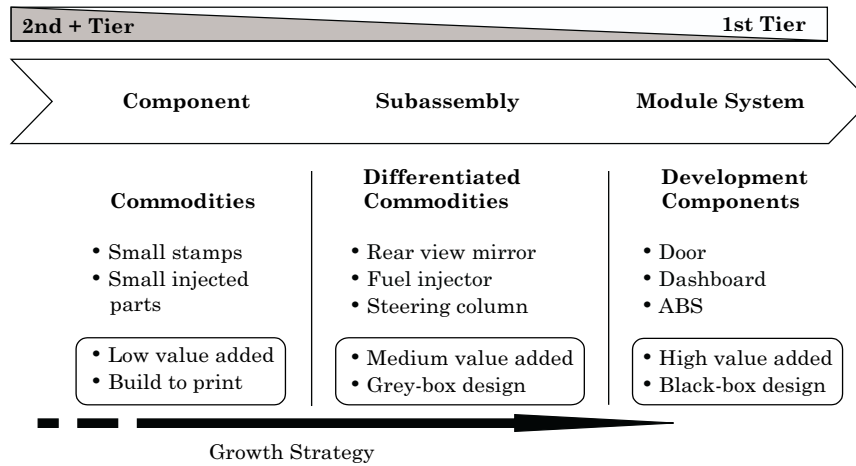 2nd + Tier
1st Tier
Component
Subassembly
Module System
Commodities
• Small stamps
• Small injected
parts
• Low value added
• Build to print
Differentiated
Commodities
• Rear view mirror
• Fuel injector
• Steering column
• Medium value added
• Grey-box design
Development
Components
• Door
• Dashboard
• ABS
• High value added
• Black-box design
Growth Strategy